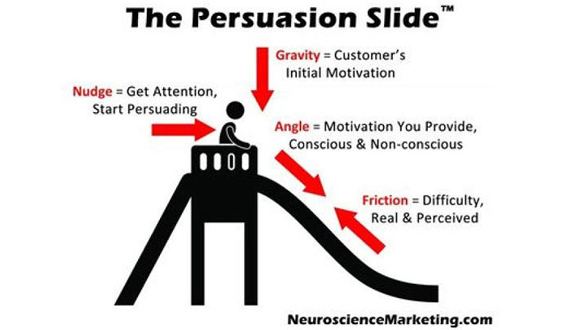 The Persuasion Slide™
Gravity = Customer's
Initial Motivation
Nudge = Get Attention,
Start Persuading
Angle = Motivation You Provide,
Conscious & Non-conscious
Friction = Difficulty,
Real & Perceived
NeuroscienceMarketing.com